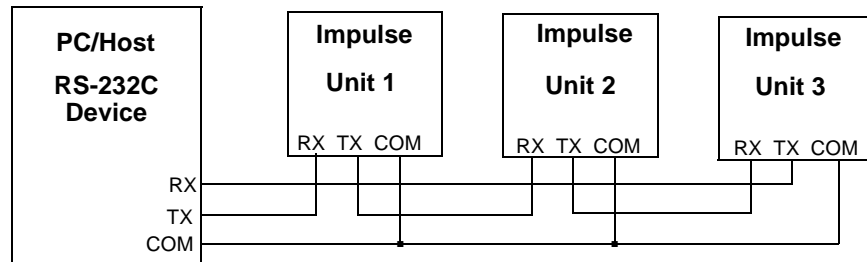 PC/Host
RS-232C
Device
RX
TX
COM
Impulse
Unit 1
RX TX COM
Impulse
Unit 2
RX TX COM
Impulse
Unit 3
RX TX COM